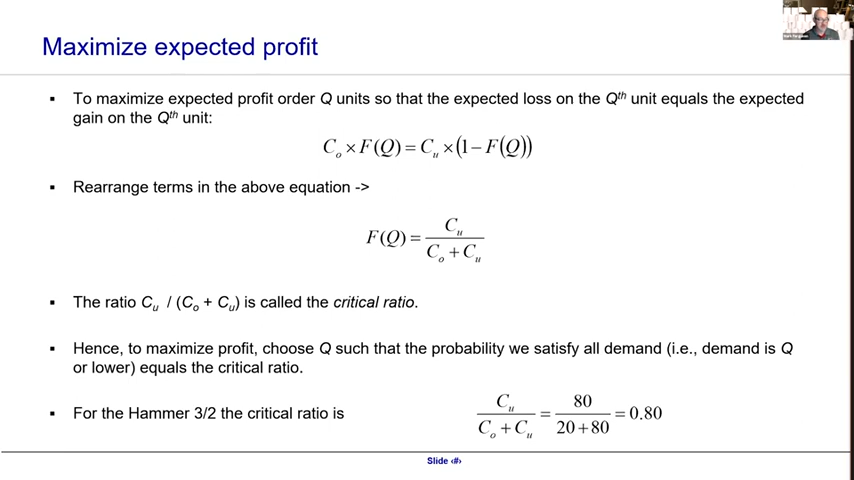 Maximize expected profit
▪ To maximize expected profit order Q units so that the expected loss on the Qth unit equals the expected
gain on the Qth unit:
Co × F(Q) = Cu × (1 − F(Q))
▪ Rearrange terms in the above equation ->
F(Q) = Cu / (Co + Cu)
▪ The ratio Cu / (Co + Cu) is called the critical ratio.
▪ Hence, to maximize profit, choose Q such that the probability we satisfy all demand (i.e., demand is Q
or lower) equals the critical ratio.
▪ For the Hammer 3/2 the critical ratio is
Cu / (Co + Cu) = 80 / (20 + 80) = 0.80
Slide ‹#›